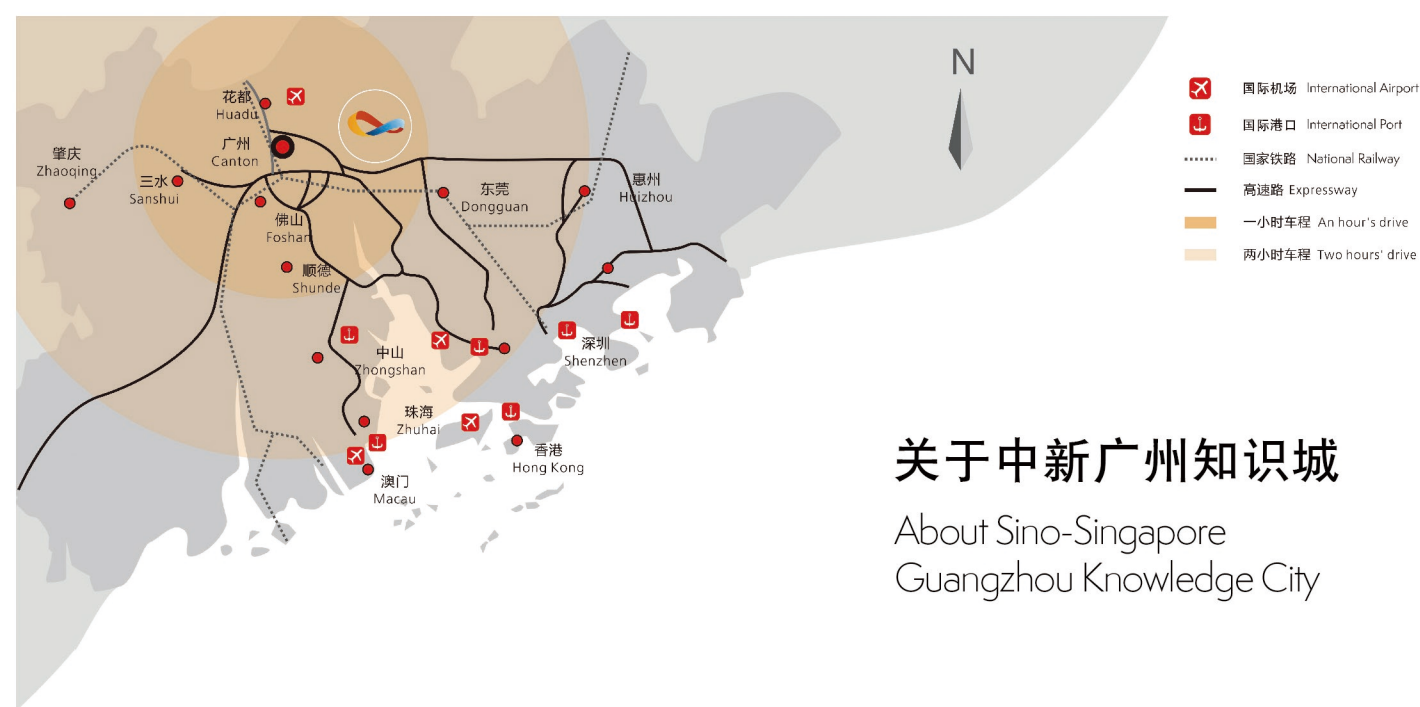 花都
Huadu
广州
Canton
肇庆
Zhaoqing
三水
Sanshui
佛山
Foshan
顺德
Shunde
东莞
Dongguan
惠州
Huizhou
中山
Zhongshan
深圳
Shenzhen
珠海
Zhuhai
香港
Hong Kong
澳门
Macau
N
国际机场 International Airport
国际港口 International Port
国家铁路 National Railway
高速路 Expressway
一小时车程 An hour's drive
两小时车程 Two hours' drive
关于中新广州知识城
About Sino-Singapore
Guangzhou Knowledge City